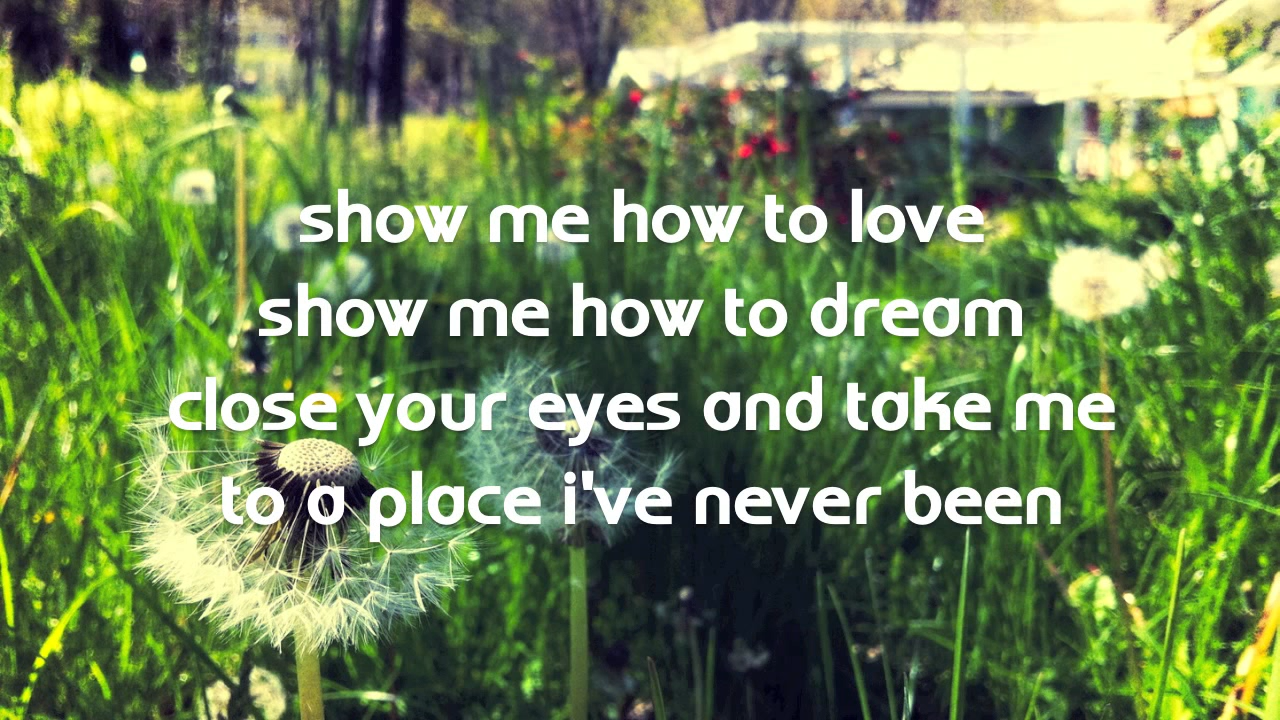 show me how to love
show me how to dream
close your eyes and take me
to a place i've never been